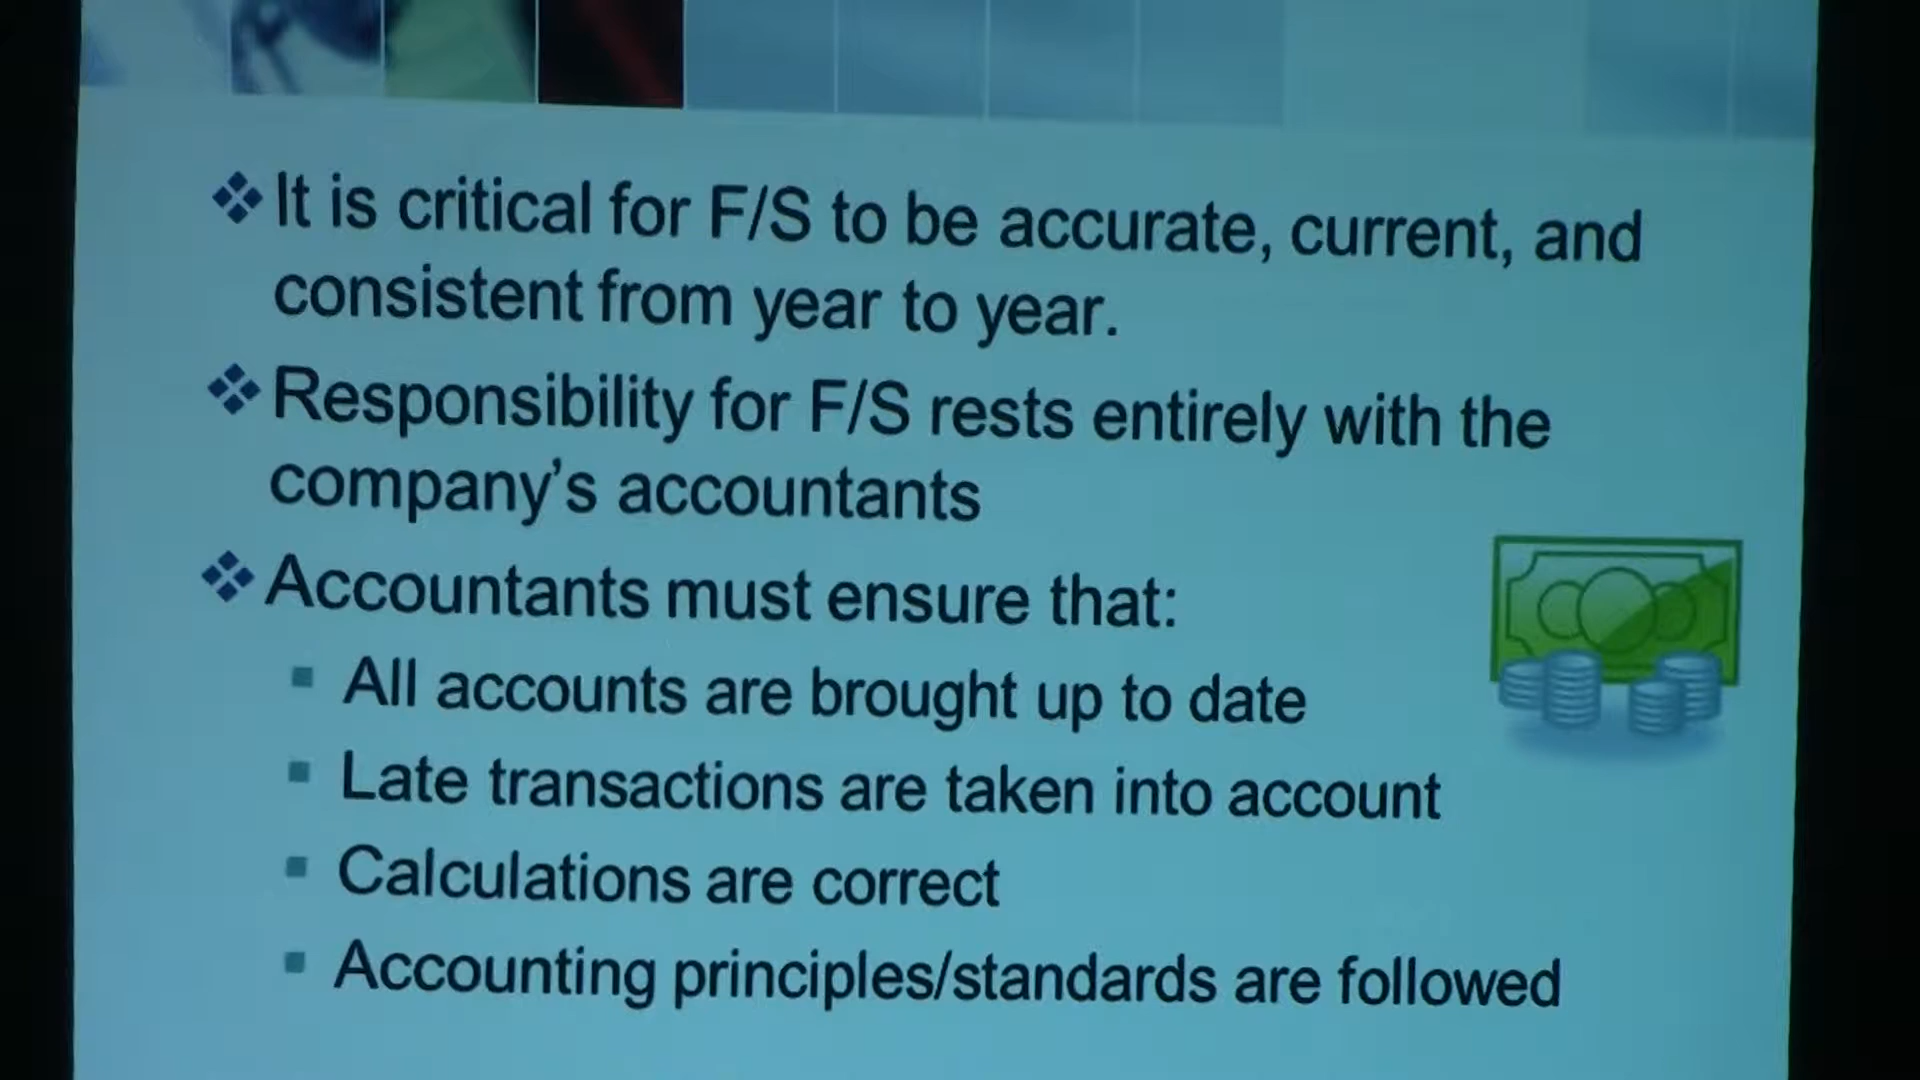 It is critical for F/S to be accurate, current, and
consistent from year to year.
Responsibility for F/S rests entirely with the
company's accountants
Accountants must ensure that:
All accounts are brought up to date
Late transactions are taken into account
Calculations are correct
Accounting principles/standards are followed